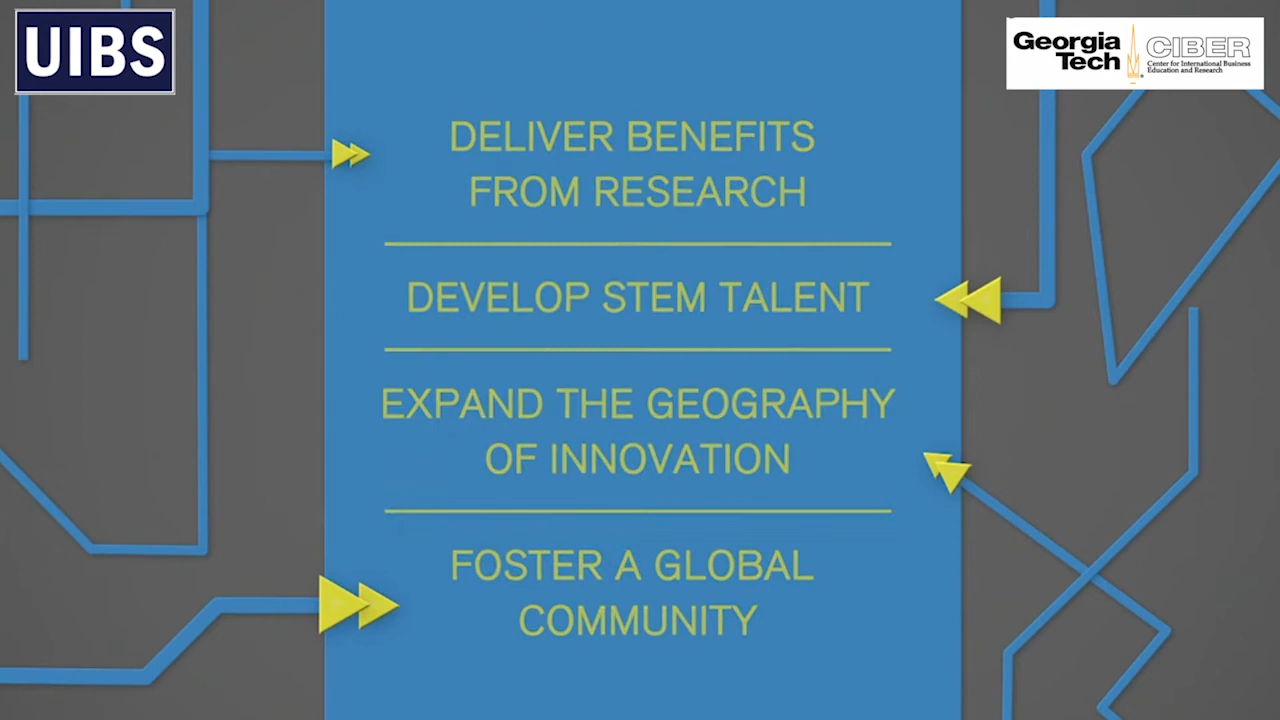 UIBS
Georgia
Tech
CIBER
Center for International Business
Education and Research
DELIVER BENEFITS
FROM RESEARCH
DEVELOP STEM TALENT
EXPAND THE GEOGRAPHY
OF INNOVATION
FOSTER A GLOBAL
COMMUNITY